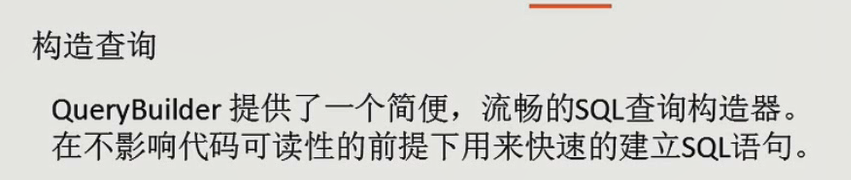 构造查询
QueryBuilder 提供了一个简便，流畅的SQL查询构造器。
在不影响代码可读性的前提下用来快速的建立SQL语句。